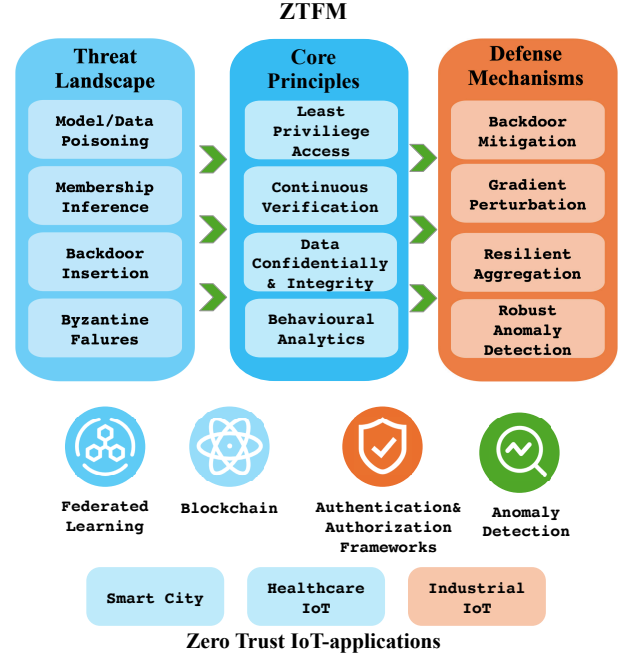 ZTFM
Threat
Landscape
Model/Data
Poisoning
Membership
Inference
Backdoor
Insertion
Byzantine
Falures
Core
Principles
Least
Priviliege
Access
Continuous
Verification
Data
Confidentially
& Integrity
Behavioural
Analytics
Defense
Mechanisms
Backdoor
Mitigation
Gradient
Perturbation
Resilient
Aggregation
Robust
Anomaly
Detection
Federated
Learning
Blockchain
Authentication&
Authorization
Frameworks
Anomaly
Detection
Smart City
Healthcare
IoT
Industrial
IoT
Zero Trust IoT-applications